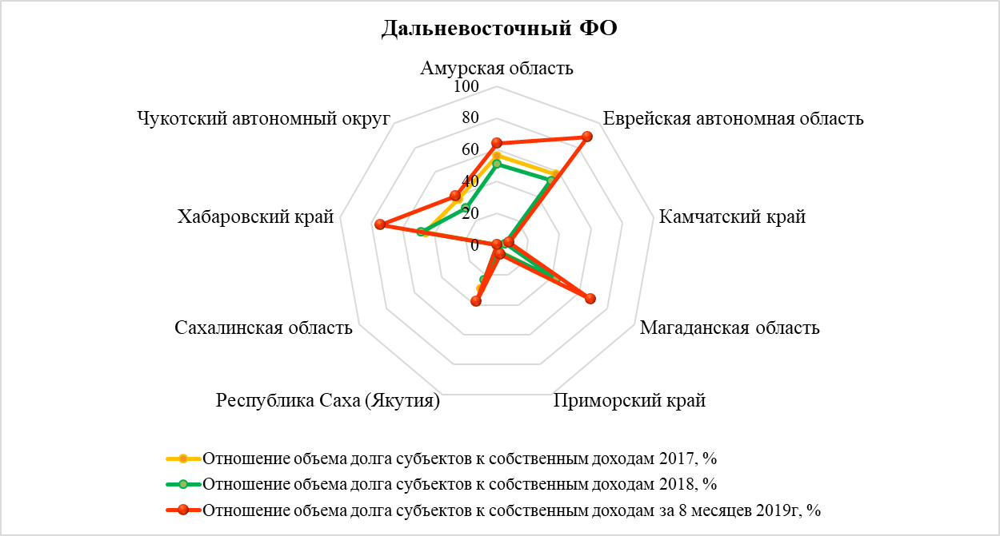 Дальневосточный ФО
Амурская область
100
Чукотский автономный округ
80
Еврейская автономная область
60
40
Хабаровский край
20
Камчатский край
0
Сахалинская область
Магаданская область
Республика Саха (Якутия)
Приморский край
Отношение объема долга субъектов к собственным доходам 2017, %
Отношение объема долга субъектов к собственным доходам 2018, %
Отношение объема долга субъектов к собственным доходам за 8 месяцев 2019г, %